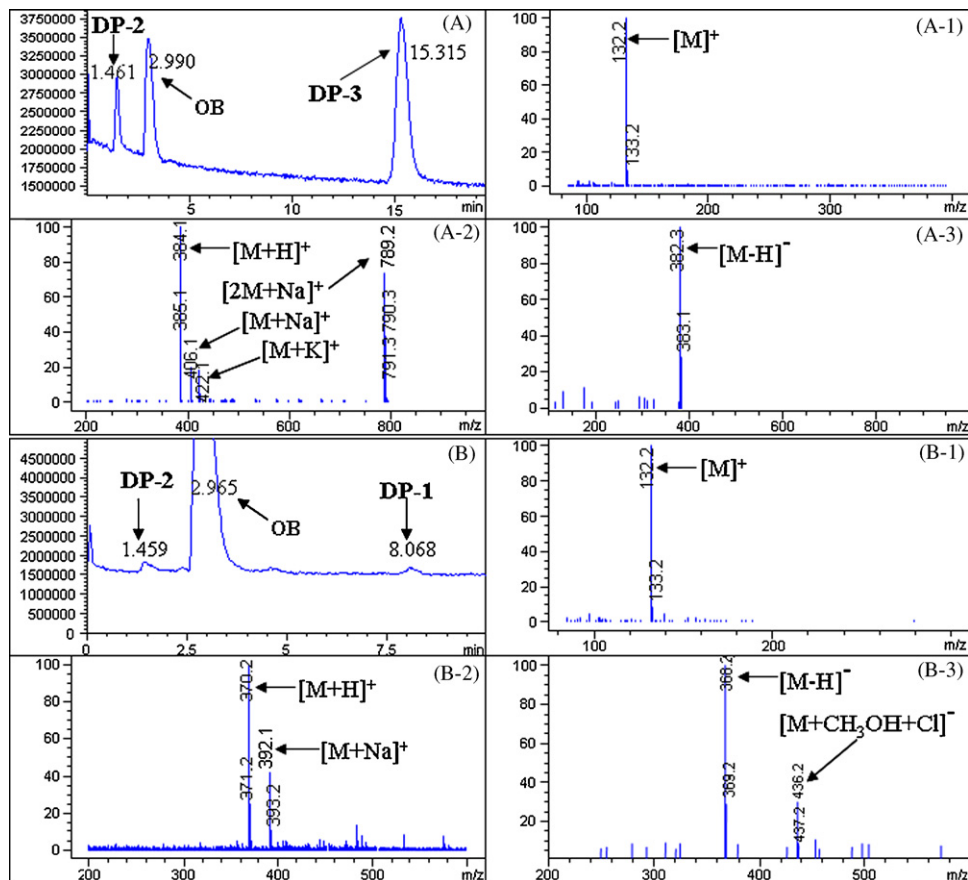 (A)
3750000
3500000
3250000
3000000
2750000
2500000
2250000
2000000
1750000
1500000
DP-2
1.461
2.990
OB
DP-3
15.315
5 10 15 min
(A-1)
100
80
60
40
20
0
132.2
133.2
[M]+
100 200 300 m/z
(A-2)
100
80
60
40
20
0
384.1
385.1
406.1
422.1
789.2
790.3
791.3
[M+H]+
[2M+Na]+
[M+Na]+
[M+K]+
200 400 600 800 m/z
(A-3)
100
80
60
40
20
0
382.3
383.1
[M-H]-
200 400 600 800 m/z
(B)
4500000
4000000
3500000
3000000
2500000
2000000
1500000
1000000
500000
0
DP-2
1.459
2.965
OB
DP-1
8.068
0 2.5 5 7.5 min
(B-1)
100
80
60
40
20
0
132.2
133.2
[M]+
100 200 m/z
(B-2)
100
80
60
40
20
0
370.2
371.2
392.1
393.2
[M+H]+
[M+Na]+
200 300 400 500 m/z
(B-3)
100
80
60
40
20
0
369.2
436.2
437.2
[M-H]-
[M+CH3OH+Cl]-
200 300 400 500 m/z